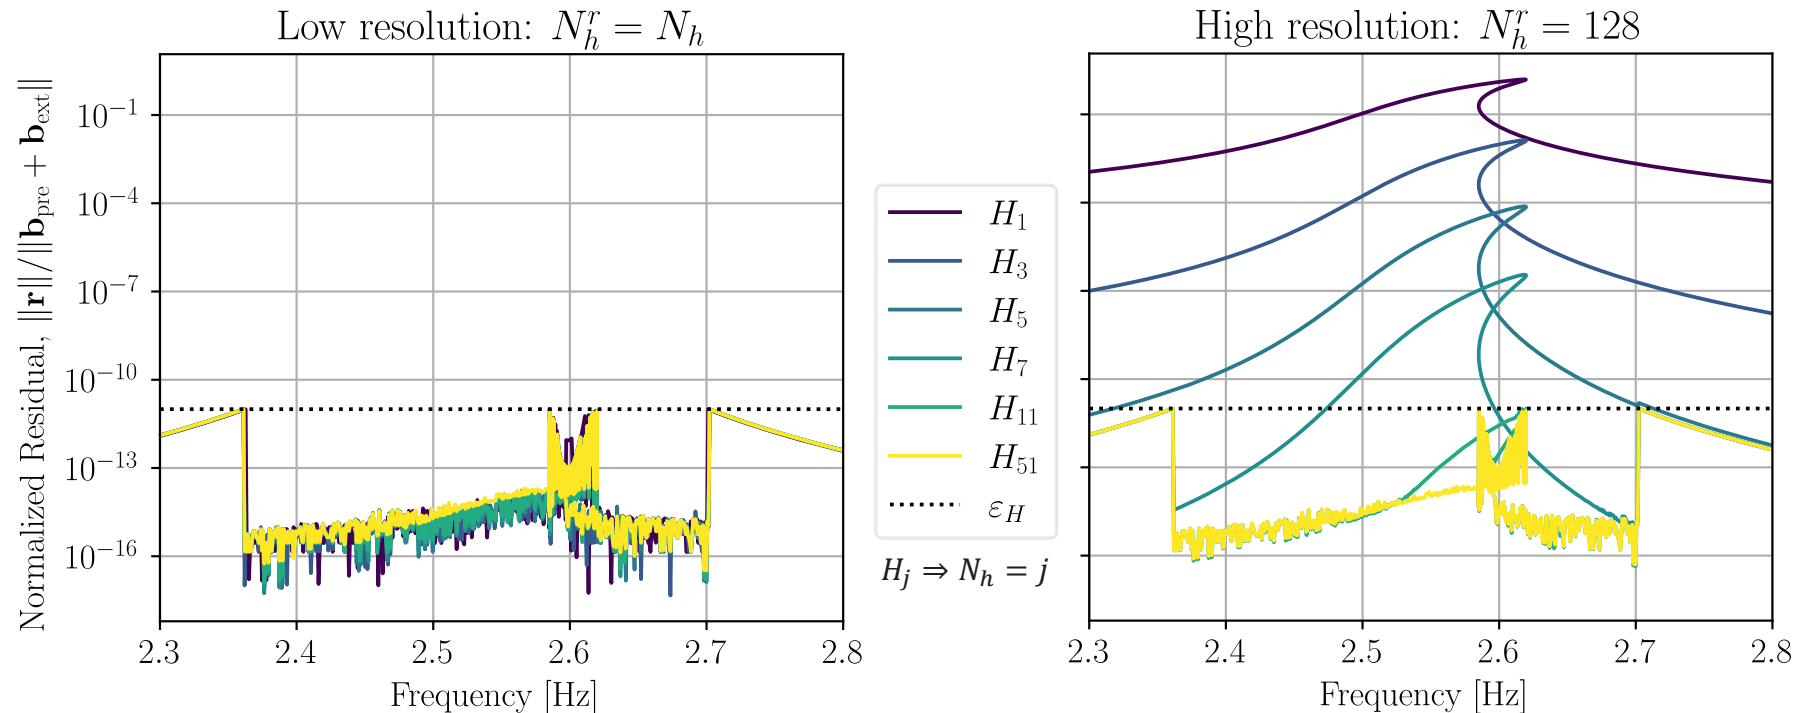 Low resolution: $N_h^r = N_h$
High resolution: $N_h^r = 128$
Normalized Residual, $||\mathbf{r}||/||\mathbf{b}_{\mathrm{pre}} + \mathbf{b}_{\mathrm{ext}}||$
$10^{-1}$
$10^{-4}$
$10^{-7}$
$10^{-10}$
$10^{-13}$
$10^{-16}$
2.3 2.4 2.5 2.6 2.7 2.8
Frequency [Hz]
$H_1$
$H_3$
$H_5$
$H_7$
$H_{11}$
$H_{51}$
$\varepsilon_H$
$H_j \Rightarrow N_h = j$
2.3 2.4 2.5 2.6 2.7 2.8
Frequency [Hz]